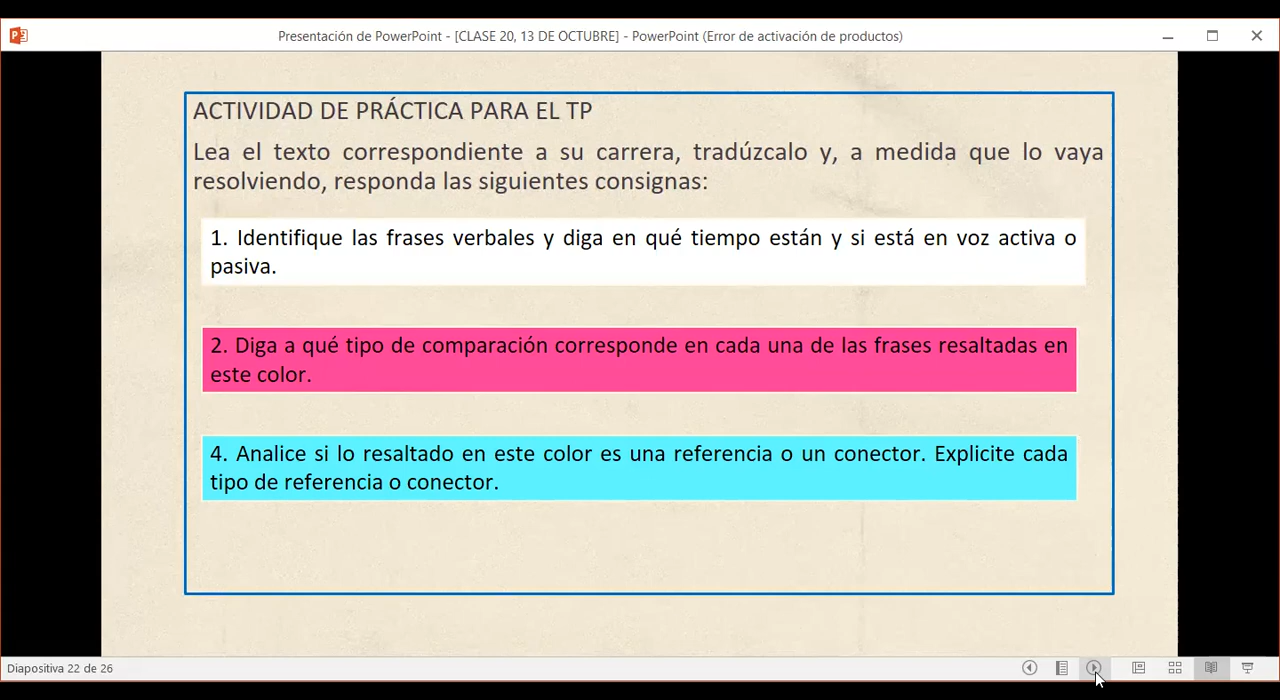 Presentación de PowerPoint - [CLASE 20, 13 DE OCTUBRE] - PowerPoint (Error de activación de productos)
ACTIVIDAD DE PRÁCTICA PARA EL TP
Lea el texto correspondiente a su carrera, tradúzcalo y, a medida que lo vaya
resolviendo, responda las siguientes consignas:
1. Identifique las frases verbales y diga en qué tiempo están y si está en voz activa o
pasiva.
2. Diga a qué tipo de comparación corresponde en cada una de las frases resaltadas en
este color.
4. Analice si lo resaltado en este color es una referencia o un conector. Explicite cada
tipo de referencia o conector.
Diapositiva 22 de 26